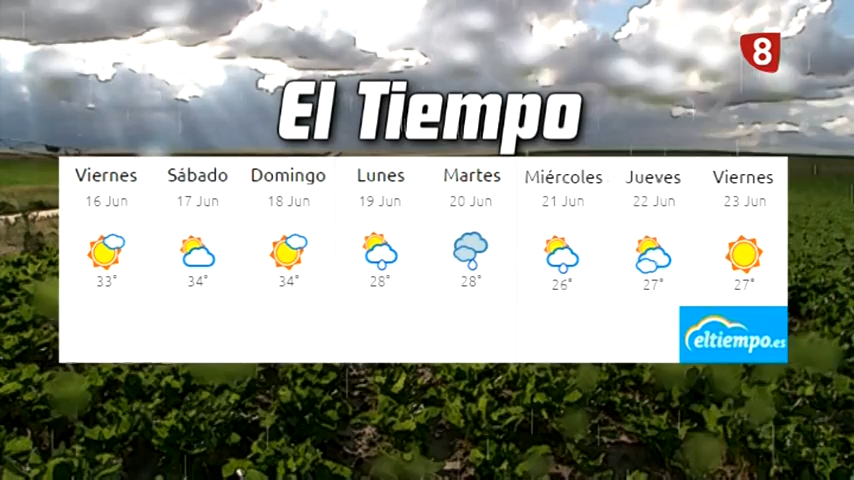 8
El Tiempo
Viernes Sábado Domingo Lunes Martes Miércoles Jueves Viernes
16 Jun 17 Jun 18 Jun 19 Jun 20 Jun 21 Jun 22 Jun 23 Jun
33° 34° 34° 28° 28° 26° 27° 27°
eltiempo.es